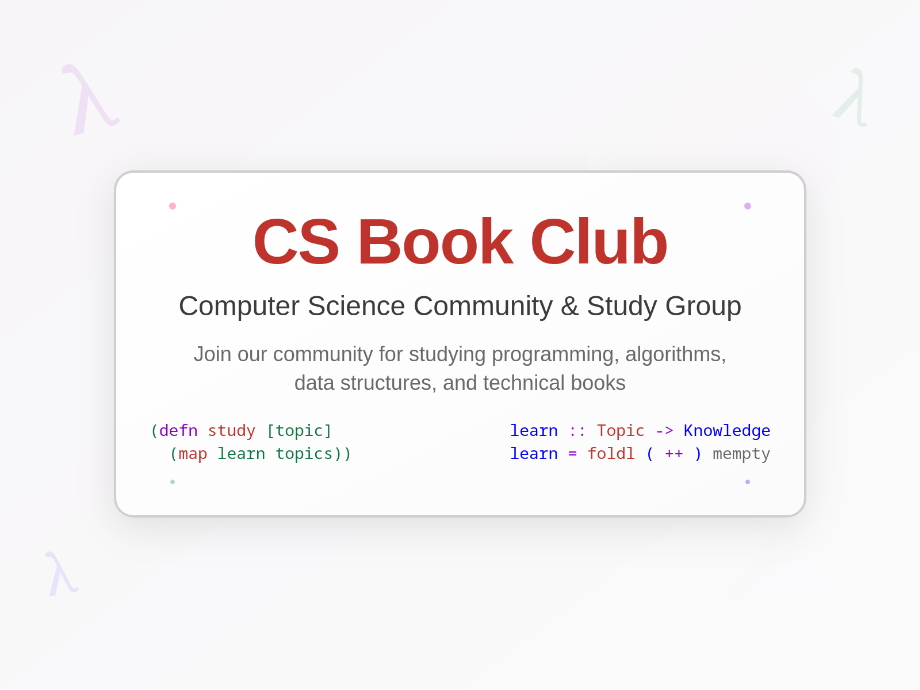 λ
λ
CS Book Club
Computer Science Community & Study Group
Join our community for studying programming, algorithms,
data structures, and technical books
(defn study [topic]
(map learn topics))
learn :: Topic -> Knowledge
learn = foldl ( ++ ) mempty
λ